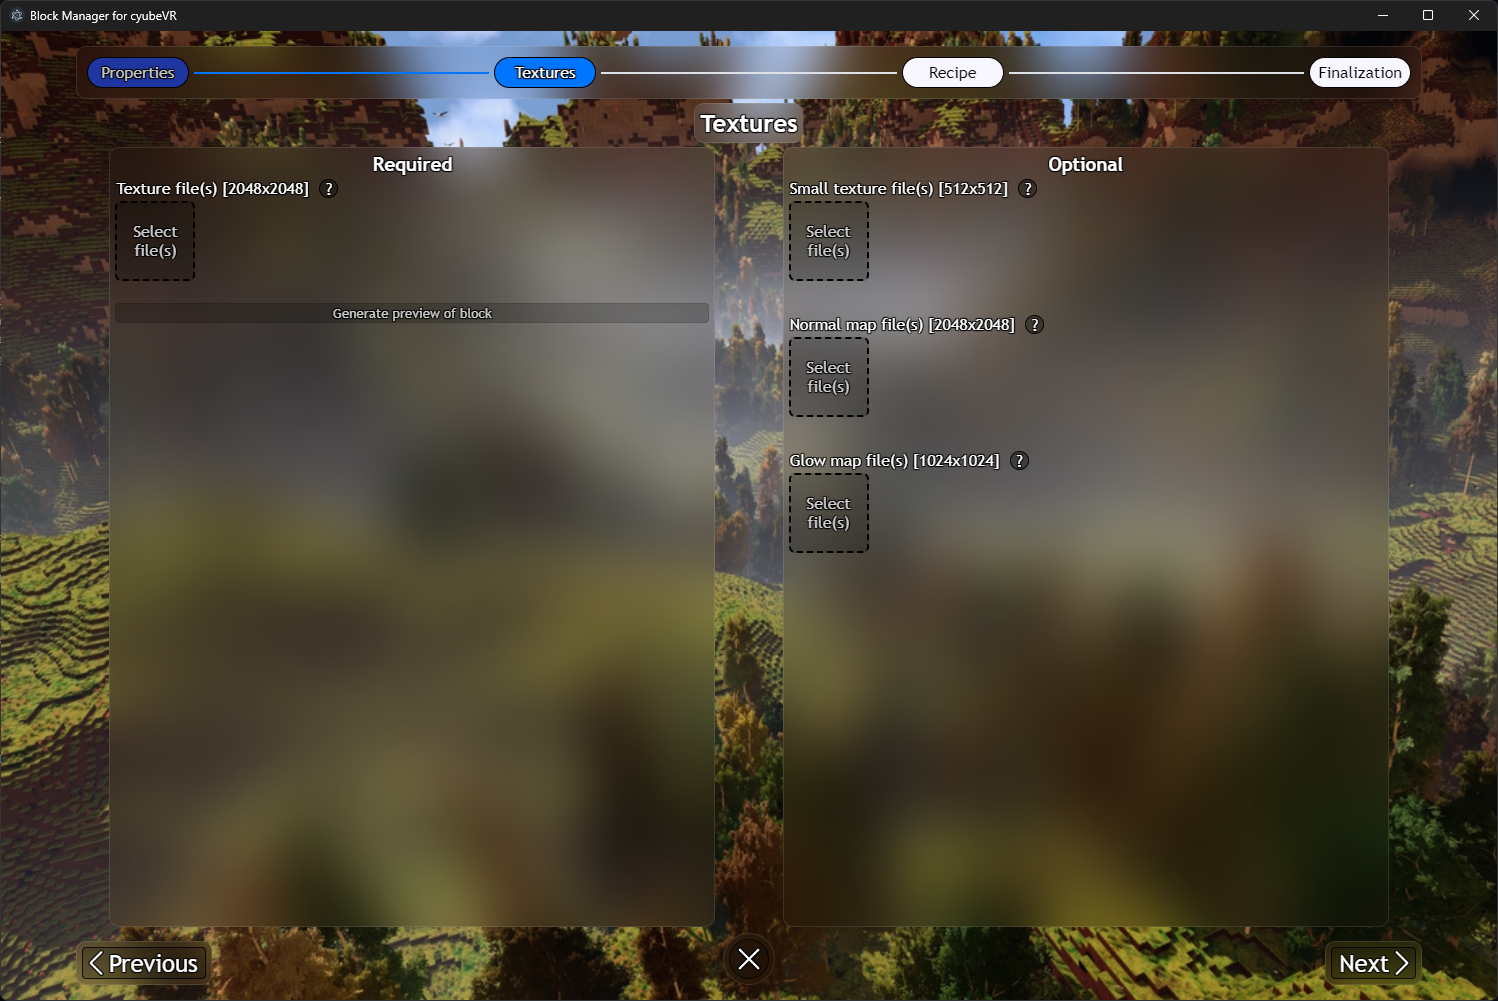 Block Manager for cyubeVR
Properties
Textures
Recipe
Finalization
Textures
Required
Texture file(s) [2048x2048] ?
Select
file(s)
Generate preview of block
Optional
Small texture file(s) [512x512] ?
Select
file(s)
Normal map file(s) [2048x2048] ?
Select
file(s)
Glow map file(s) [1024x1024] ?
Select
file(s)
Previous
Next